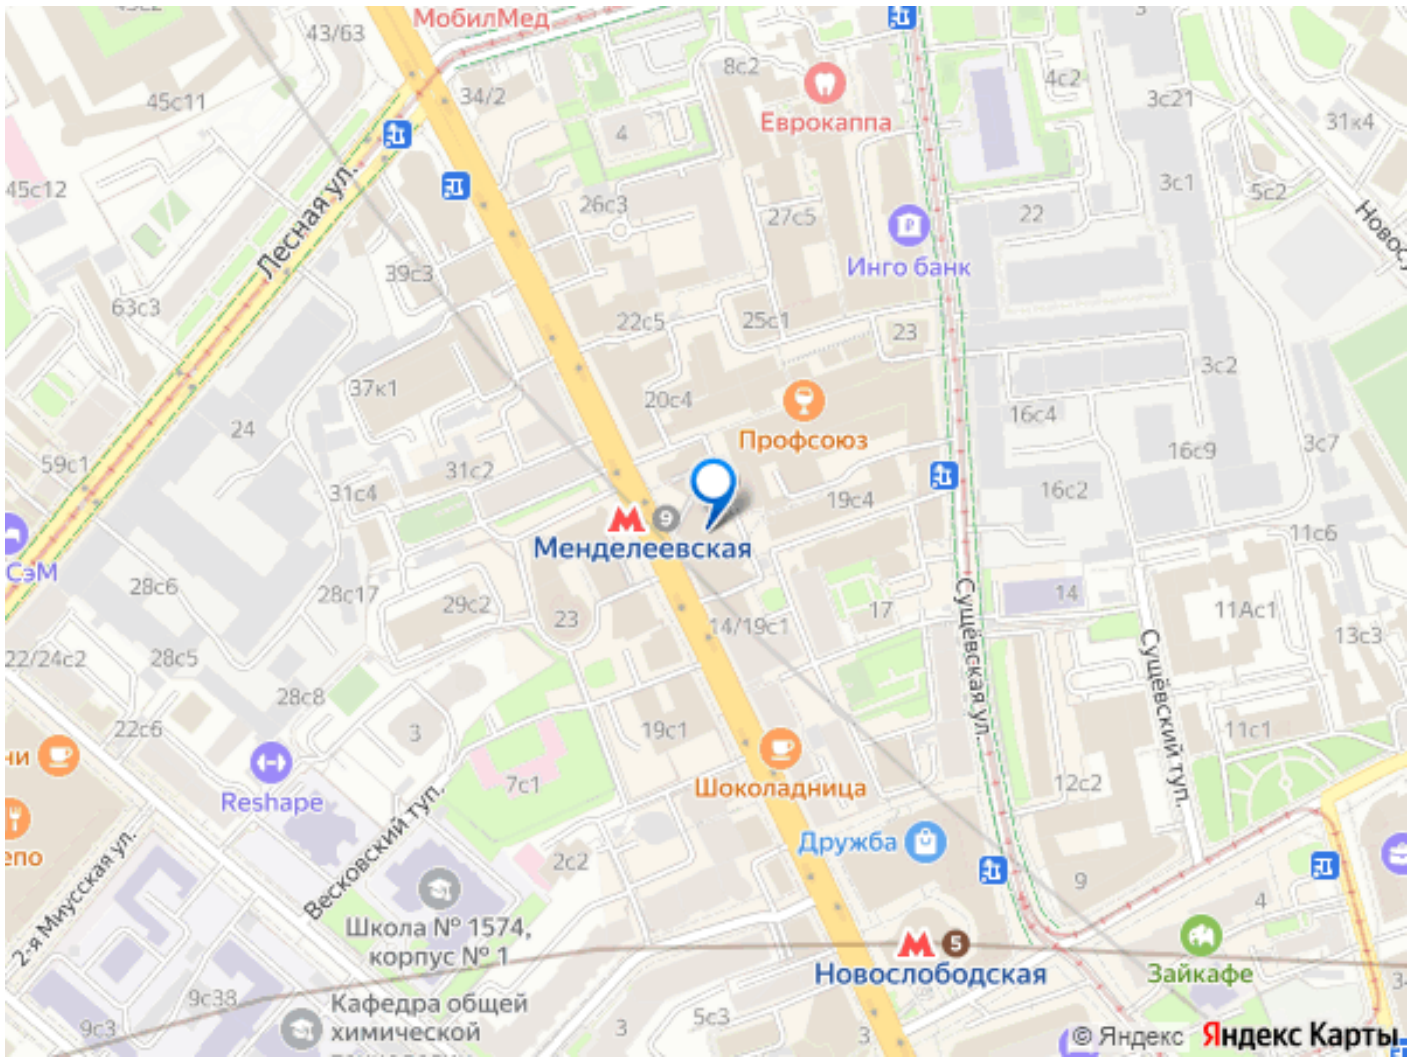 МобилМед
43/63
45с11
34/2
8с2
4с2
3с21
31к4
Еврокаппа
4
45с12
Лесная ул.
26с3
27с5
22
3с1
5с2
Инго банк
39с3
63с3
22с5
25с1
23
3с2
37к1
20с4
Профсоюз
16с4
24
59с1
31с2
31с4
19с4
16с9
3с7
16с2
9
Менделеевская
11с6
СэМ
28с6
28с17
29с2
23
14/19с1
17
14
11Ас1
13с3
Сущёвская ул.
Сущёвский туп.
22/24с2
28с5
28с8
22с6
3
19с1
11с1
ни
Reshape
7с1
Шоколадница
12с2
епо
Весковский туп.
2-я Миусская ул.
2с2
Дружба
9
4
Школа № 1574,
корпус № 1
5
Новослободская
Зайкафе
9с38
9с3
Кафедра общей
химической
3
5с3
3
© Яндекс Яндекс Карты